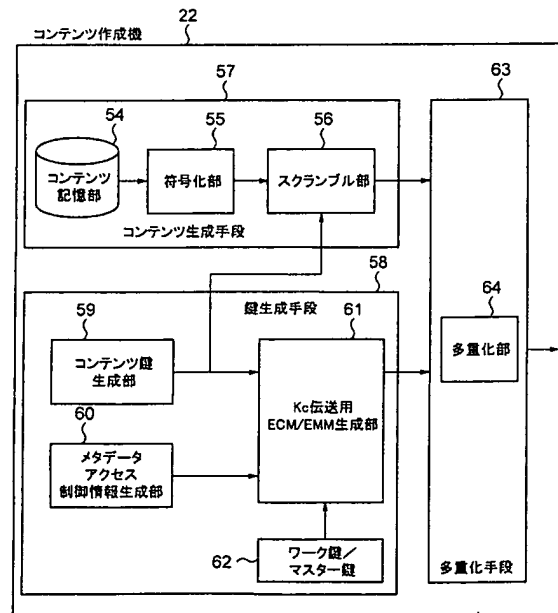 22
コンテンツ作成機
57
63
54
55
56
コンテンツ
記憶部
符号化部
スクランブル部
コンテンツ生成手段
58
59
鍵生成手段
61
64
コンテンツ鍵
生成部
多重化部
60
Kc伝送用
ECM/EMM生成部
メタデータ
アクセス
制御情報生成部
62
ワーク鍵/
マスター鍵
多重化手段